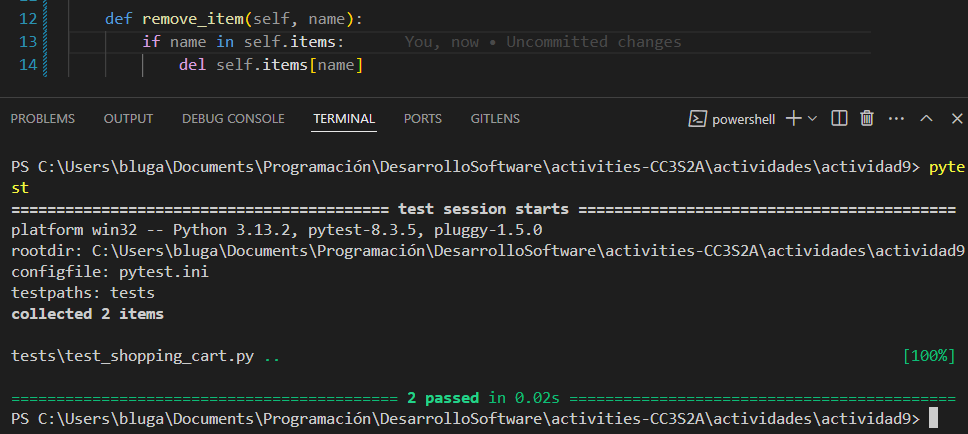 12 def remove_item(self, name):
13 if name in self.items: You, now • Uncommitted changes
14 del self.items[name]
PROBLEMS OUTPUT DEBUG CONSOLE TERMINAL PORTS GITLENS powershell
PS C:\Users\bluga\Documents\Programación\DesarrolloSoftware\activities-CC3S2A\actividades\actividad9> pyte
st
========================================== test session starts ==========================================
platform win32 -- Python 3.13.2, pytest-8.3.5, pluggy-1.5.0
rootdir: C:\Users\bluga\Documents\Programación\DesarrolloSoftware\activities-CC3S2A\actividades\actividad9
configfile: pytest.ini
testpaths: tests
collected 2 items
tests\test_shopping_cart.py .. [100%]
=========================================== 2 passed in 0.02s ===========================================
PS C:\Users\bluga\Documents\Programación\DesarrolloSoftware\activities-CC3S2A\actividades\actividad9>